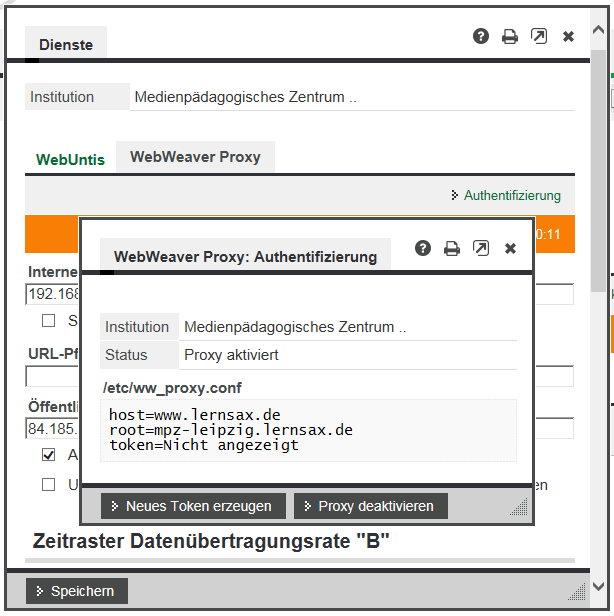 Dienste
Institution Medienpädagogisches Zentrum ..
WebUntis WebWeaver Proxy
Authentifizierung
0:11
WebWeaver Proxy: Authentifizierung
Institution Medienpädagogisches Zentrum ..
Status Proxy aktiviert
/etc/ww_proxy.conf
host=www.lernsax.de
root=mpz-leipzig.lernsax.de
token=Nicht angezeigt
Neues Token erzeugen Proxy deaktivieren
Interne
192.168
S
URL-Pf
Öffentli
84.185.
A
U en
Zeitraster Datenübertragungsrate "B"
Speichern